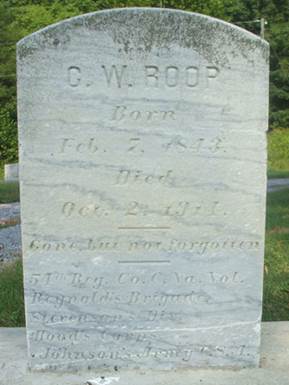 C. W. ROOP
Born
Feb. 7, 1843.
Died
Oct. 2, 1911.
Gone, but not forgotten
54th Reg. Co. C. Va. Vol.
Reynold's Brigade,
Stevenson's Div.
Hood's Corps
Johnson's Army C.S.A.